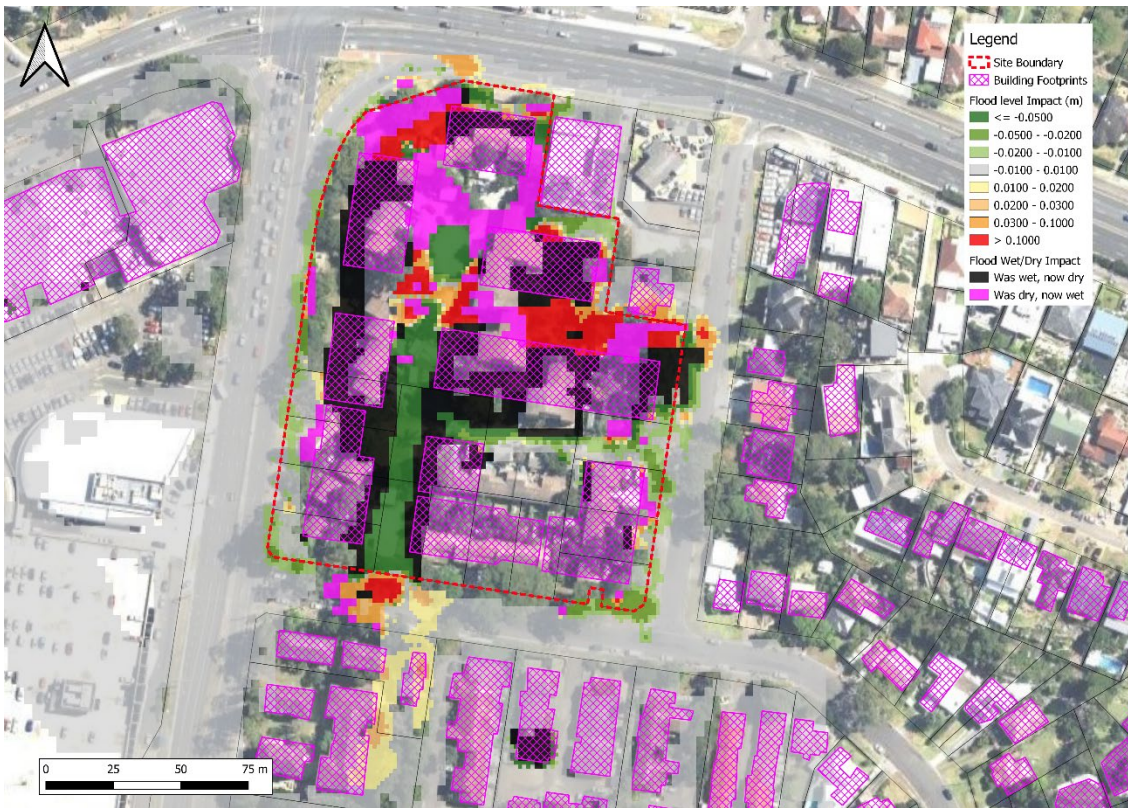 Legend
Site Boundary
Building Footprints
Flood level Impact (m)
<= -0.0500
-0.0500 - -0.0200
-0.0200 - -0.0100
-0.0100 - 0.0100
0.0100 - 0.0200
0.0200 - 0.0300
0.0300 - 0.1000
> 0.1000
Flood Wet/Dry Impact
Was wet, now dry
Was dry, now wet
0 25 50 75 m